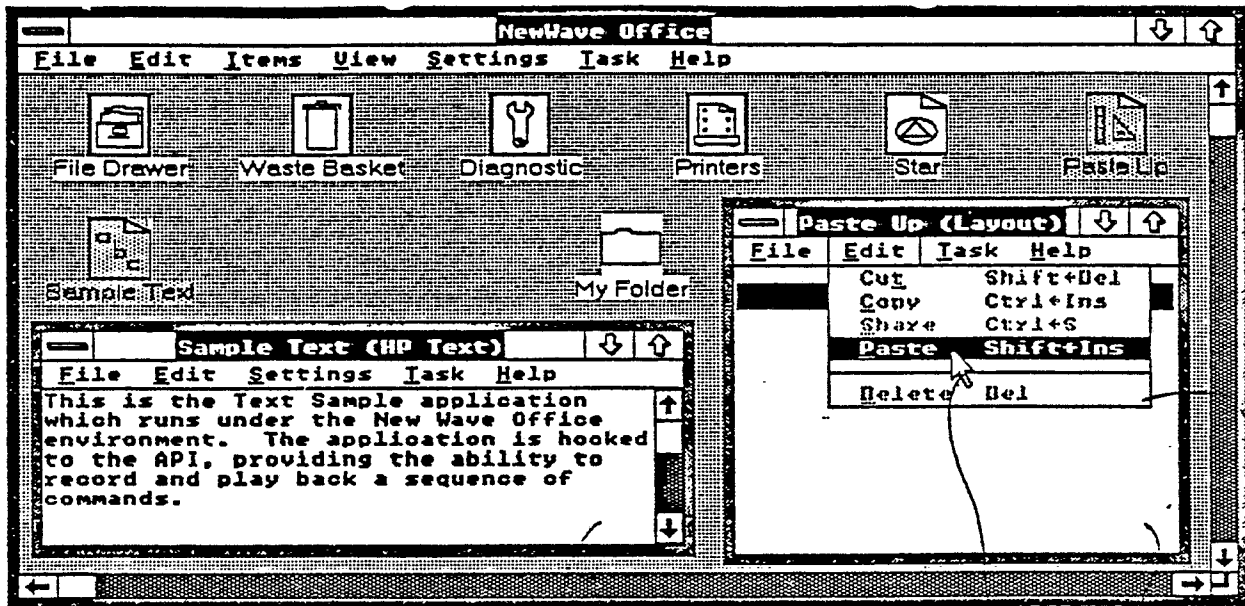 NewWave Office
File Edit Items View Settings Task Help
File Drawer Waste Basket Diagnostic Printers Star Paste Up
Sample Text My Folder
Paste Up (Layout)
File Edit Task Help
Cut Shift+Del
Copy Ctrl+Ins
Share Ctrl+S
Paste Shift+Ins
Delete Del
Sample Text (HP Text)
File Edit Settings Task Help
This is the Text Sample application
which runs under the New Wave Office
environment. The application is hooked
to the API, providing the ability to
record and play back a sequence of
commands.